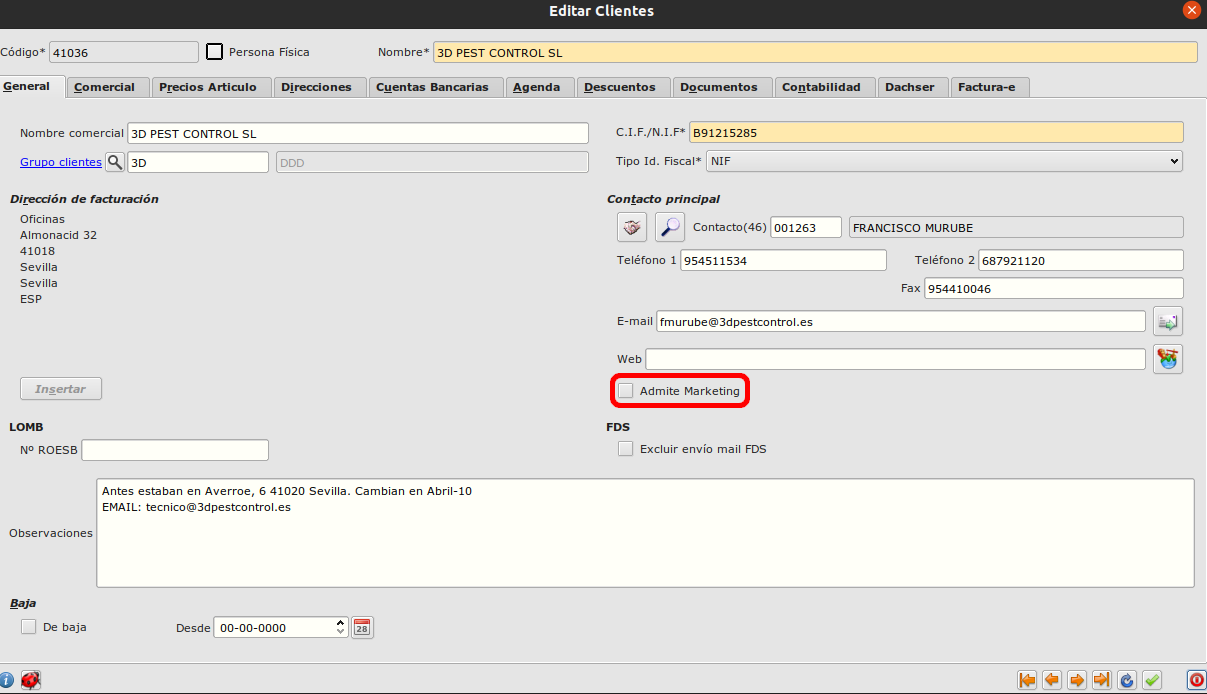 Editar Clientes
Código* 41036 Persona Física Nombre* 3D PEST CONTROL SL
General Comercial Precios Articulo Direcciones Cuentas Bancarias Agenda Descuentos Documentos Contabilidad Dachser Factura-e
Nombre comercial 3D PEST CONTROL SL C.I.F./N.I.F* B91215285
Grupo clientes 3D DDD Tipo Id. Fiscal* NIF
Dirección de facturación Contacto principal
Oficinas
Almonacid 32 Contacto(46) 001263 FRANCISCO MURUBE
41018
Sevilla Teléfono 1 954511534 Teléfono 2 687921120
Sevilla Fax 954410046
ESP
E-mail fmurube@3dpestcontrol.es
Web
Insertar Admite Marketing
LOMB FDS
Nº ROESB Excluir envío mail FDS
Antes estaban en Averroe, 6 41020 Sevilla. Cambian en Abril-10
EMAIL: tecnico@3dpestcontrol.es
Observaciones
Baja
De baja Desde 00-00-0000 28